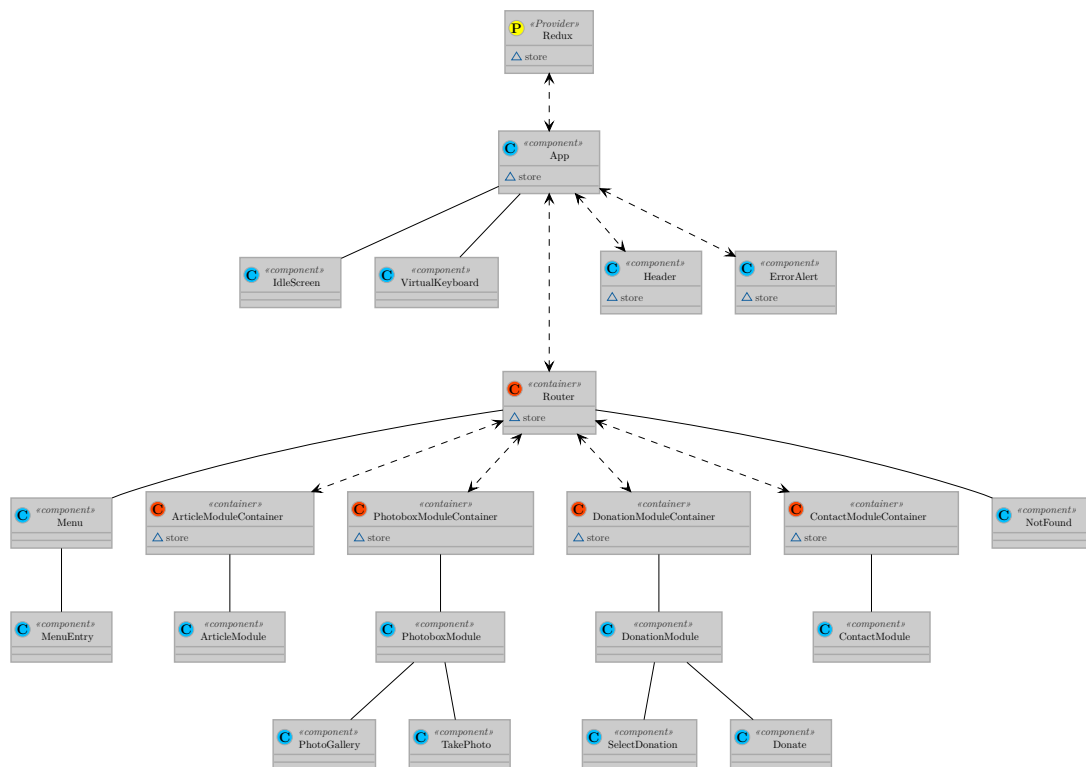 P «Provider»
Redux
store
C «component»
App
store
C «component»
IdleScreen
C «component»
VirtualKeyboard
C «component»
Header
store
C «component»
ErrorAlert
store
C «container»
Router
store
C «component»
Menu
C «container»
ArticleModuleContainer
store
C «container»
PhotoboxModuleContainer
store
C «container»
DonationModuleContainer
store
C «container»
ContactModuleContainer
store
C «component»
NotFound
C «component»
MenuEntry
C «component»
ArticleModule
C «component»
PhotoboxModule
C «component»
DonationModule
C «component»
ContactModule
C «component»
PhotoGallery
C «component»
TakePhoto
C «component»
SelectDonation
C «component»
Donate